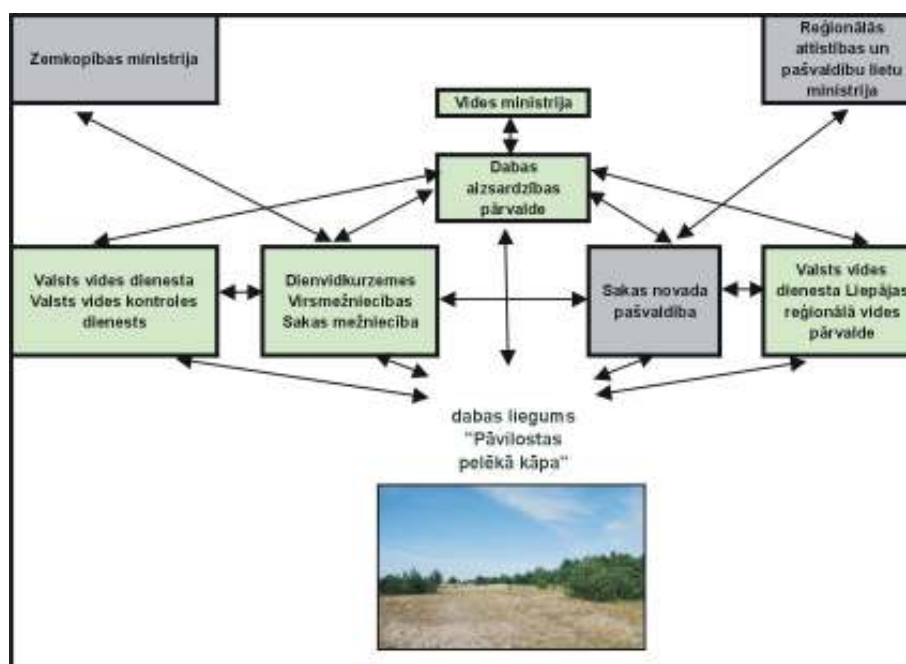 Zemkopības ministrija
Reģionālās
attīstības un
pašvaldību lietu
ministrija
Vides ministrija
Dabas
aizsardzības
pārvalde
Valsts vides dienesta
Valsts vides kontroles
dienests
Dienvidkurzemes
Virsmežniecības
Sakas mežniecība
Sakas novada
pašvaldība
Valsts vides
dienesta Liepājas
reģionālā vides
pārvalde
dabas liegums
"Pāvilostas
pelēkā kāpa"